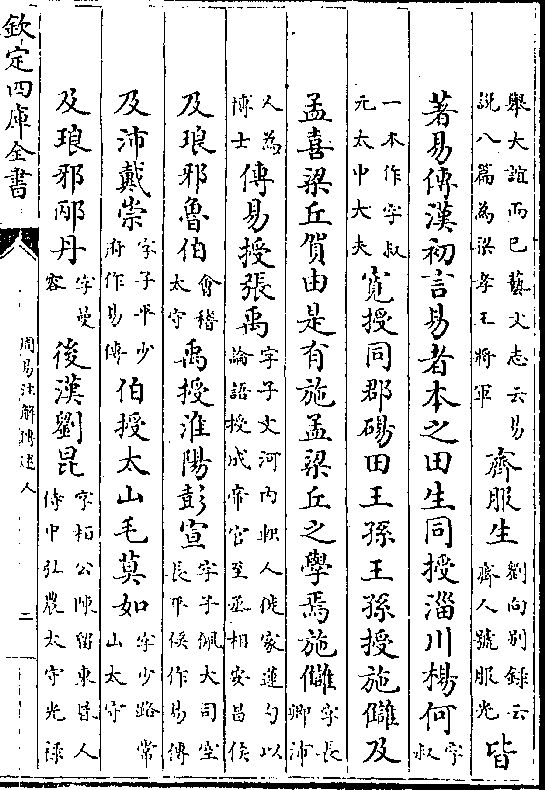 舉大誼而已藝文志云易說八篇為梁孝王將軍齊服生劉向別錄云齊人號服光皆
著易傳漢初言易者本之田生同授淄川楊何字叔
一本作字叔元太中大夫寬授同郡碭田王孫王孫授施讎及
孟喜梁丘賀由是有施孟梁丘之學焉施讎字長卿沛
人為博士傳易授張禹字子文河內軹人徙家蓮勺以論語授成帝官至丞相安昌侯
及琅邪魯伯會稽太守禹授淮陽彭宣字子佩大司空長平侯作易傳
及沛戴崇字子平少府作易傳伯授太山毛莫如字少路常山太守
及琅邪邴丹字曼容後漢劉昆字桓公陳留東昏人侍中弘農太守光祿
欽定四庫全書
周易注解傳述人
二